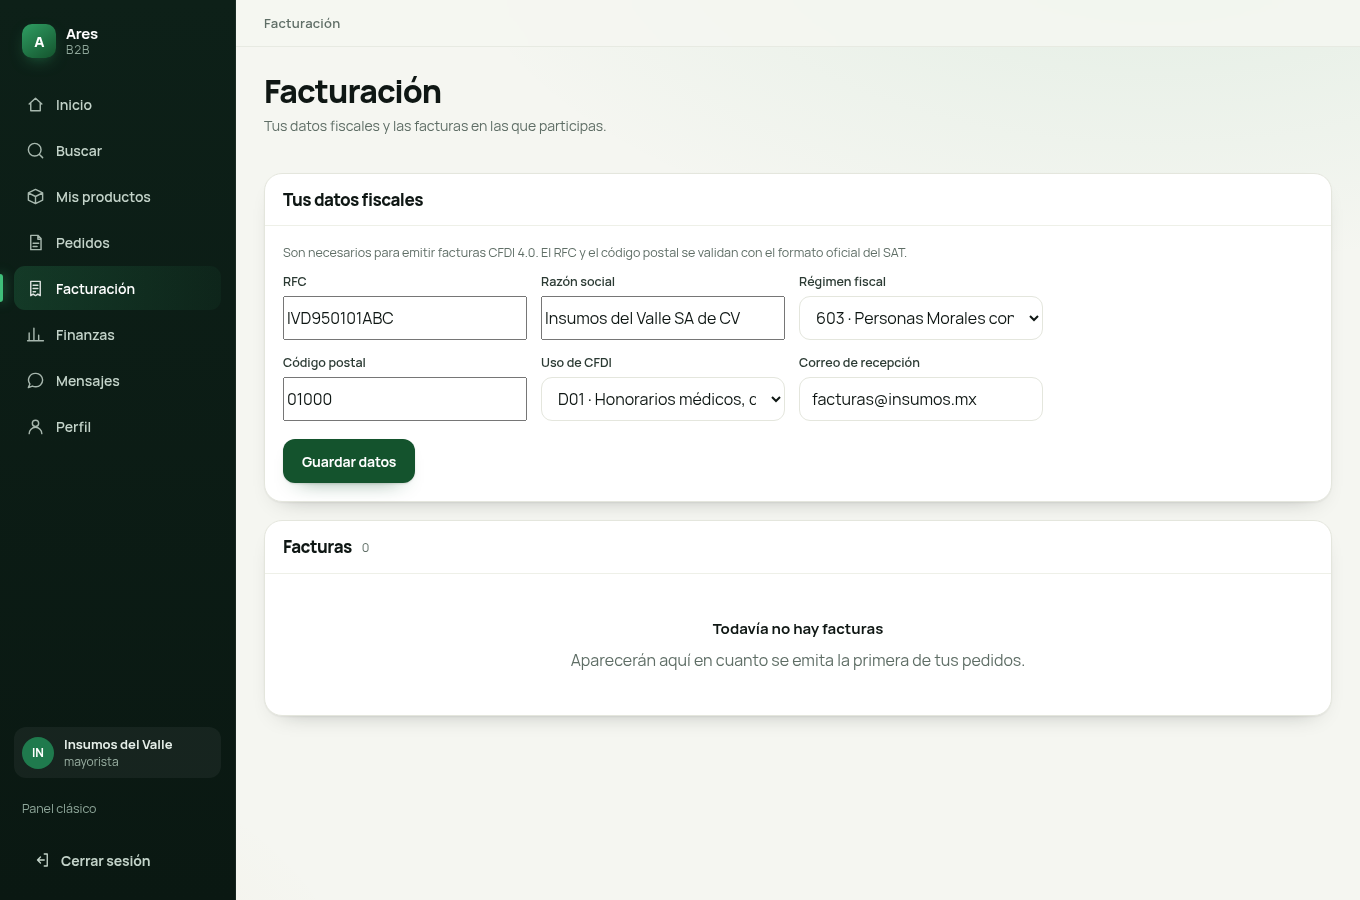 A
Ares
B2B
Inicio
Buscar
Mis productos
Pedidos
Facturación
Finanzas
Mensajes
Perfil
IN
Insumos del Valle
mayorista
Panel clásico
Cerrar sesión
Facturación
Facturación
Tus datos fiscales y las facturas en las que participas.
Tus datos fiscales
Son necesarios para emitir facturas CFDI 4.0. El RFC y el código postal se validan con el formato oficial del SAT.
RFC
Razón social
Régimen fiscal
IVD950101ABC
Insumos del Valle SA de CV
603 · Personas Morales con
Código postal
Uso de CFDI
Correo de recepción
01000
D01 · Honorarios médicos,
facturas@insumos.mx
Guardar datos
Facturas 0
Todavía no hay facturas
Aparecerán aquí en cuanto se emita la primera de tus pedidos.